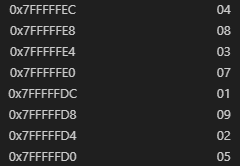 0x7FFFFFEC 04
0x7FFFFFE8 08
0x7FFFFFE4 03
0x7FFFFFE0 07
0x7FFFFFDC 01
0x7FFFFFD8 09
0x7FFFFFD4 02
0x7FFFFFD0 05